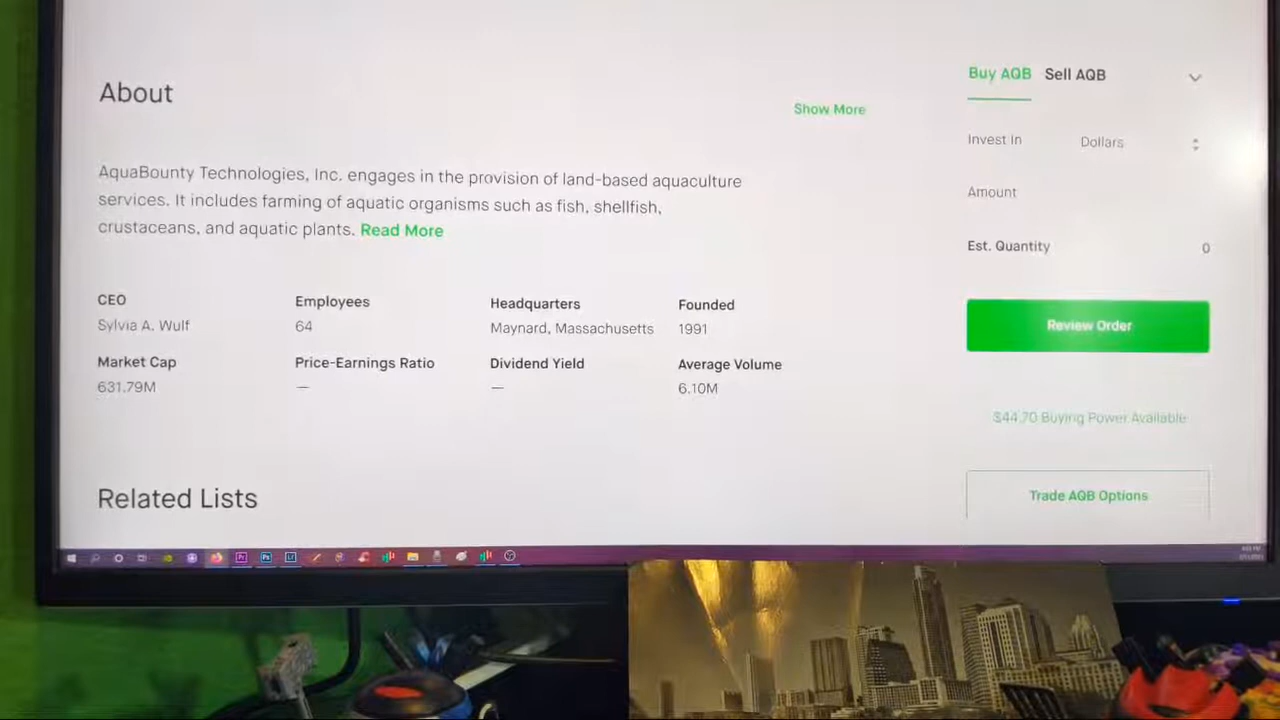 About
Show More
AquaBounty Technologies, Inc. engages in the provision of land-based aquaculture
services. It includes farming of aquatic organisms such as fish, shellfish,
crustaceans, and aquatic plants. Read More
CEO
Sylvia A. Wulf
Employees
64
Headquarters
Maynard, Massachusetts
Founded
1991
Market Cap
631.79M
Price-Earnings Ratio
—
Dividend Yield
—
Average Volume
6.10M
Related Lists
Buy AQB Sell AQB
Invest In Dollars
Amount
Est. Quantity 0
Review Order
$44.70 Buying Power Available
Trade AQB Options
Pr Ps